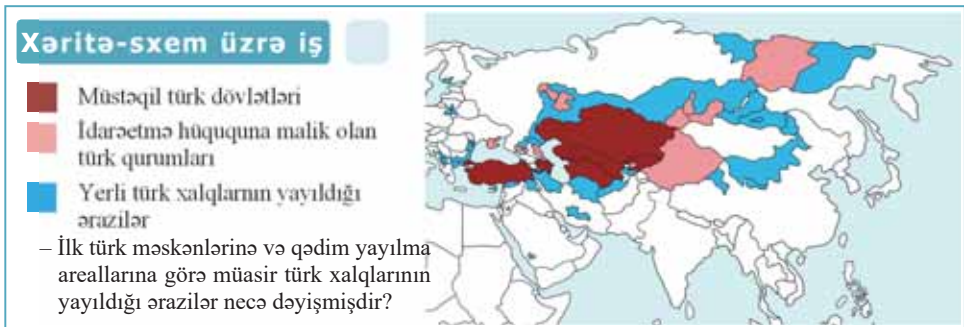 Xəritə-sxem üzrə iş
Müstəqil türk dövlətləri
İdarəetmə hüququna malik olan
türk qurumları
Yerli türk xalqlarnın yayıldığı
ərazilər
– İlk türk məskənlərinə və qədim yayılma
areallarına görə müasir türk xalqlarının
yayıldığı ərazilər necə dəyişmişdir?